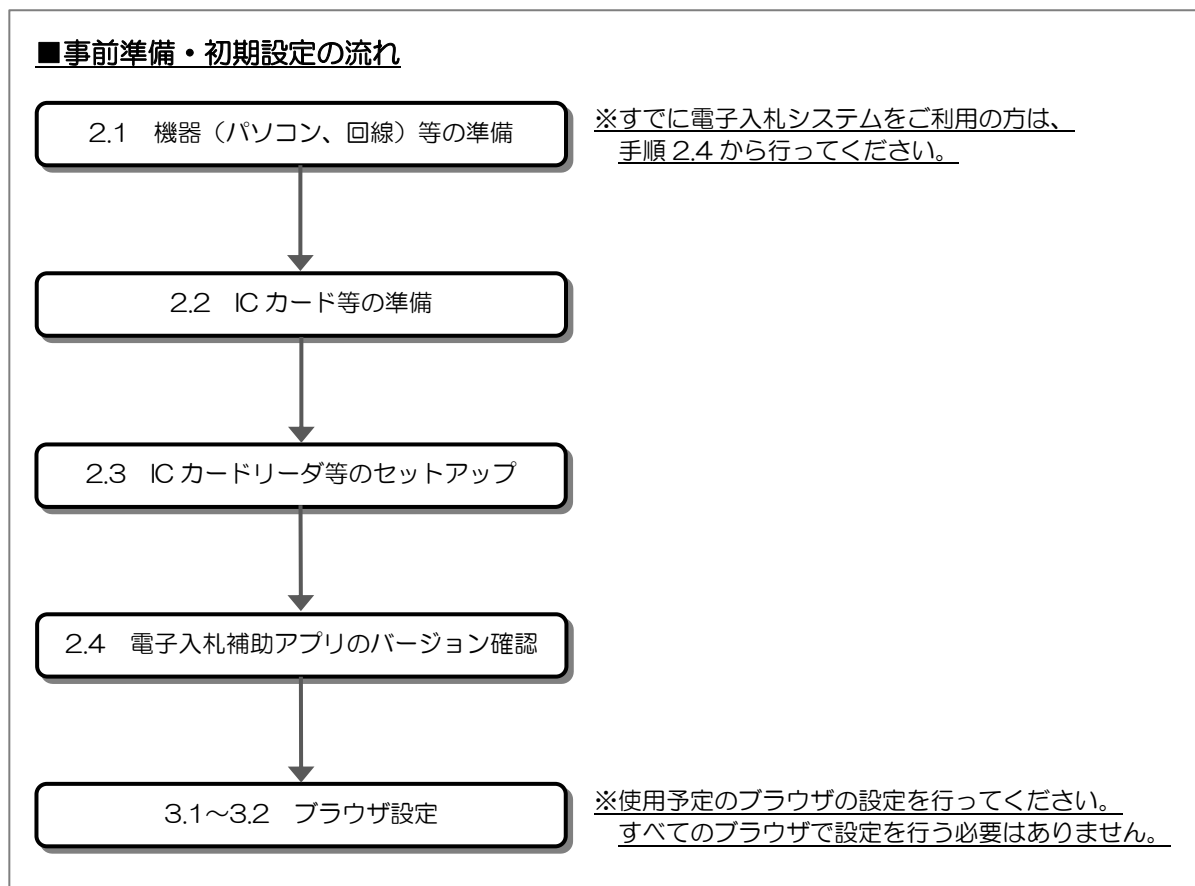 ■事前準備・初期設定の流れ
2.1 機器（パソコン、回線）等の準備
※すでに電子入札システムをご利用の方は、
手順 2.4 から行ってください。
2.2 IC カード等の準備
2.3 IC カードリーダ等のセットアップ
2.4 電子入札補助アプリのバージョン確認
3.1～3.2 ブラウザ設定
※使用予定のブラウザの設定を行ってください。
すべてのブラウザで設定を行う必要はありません。